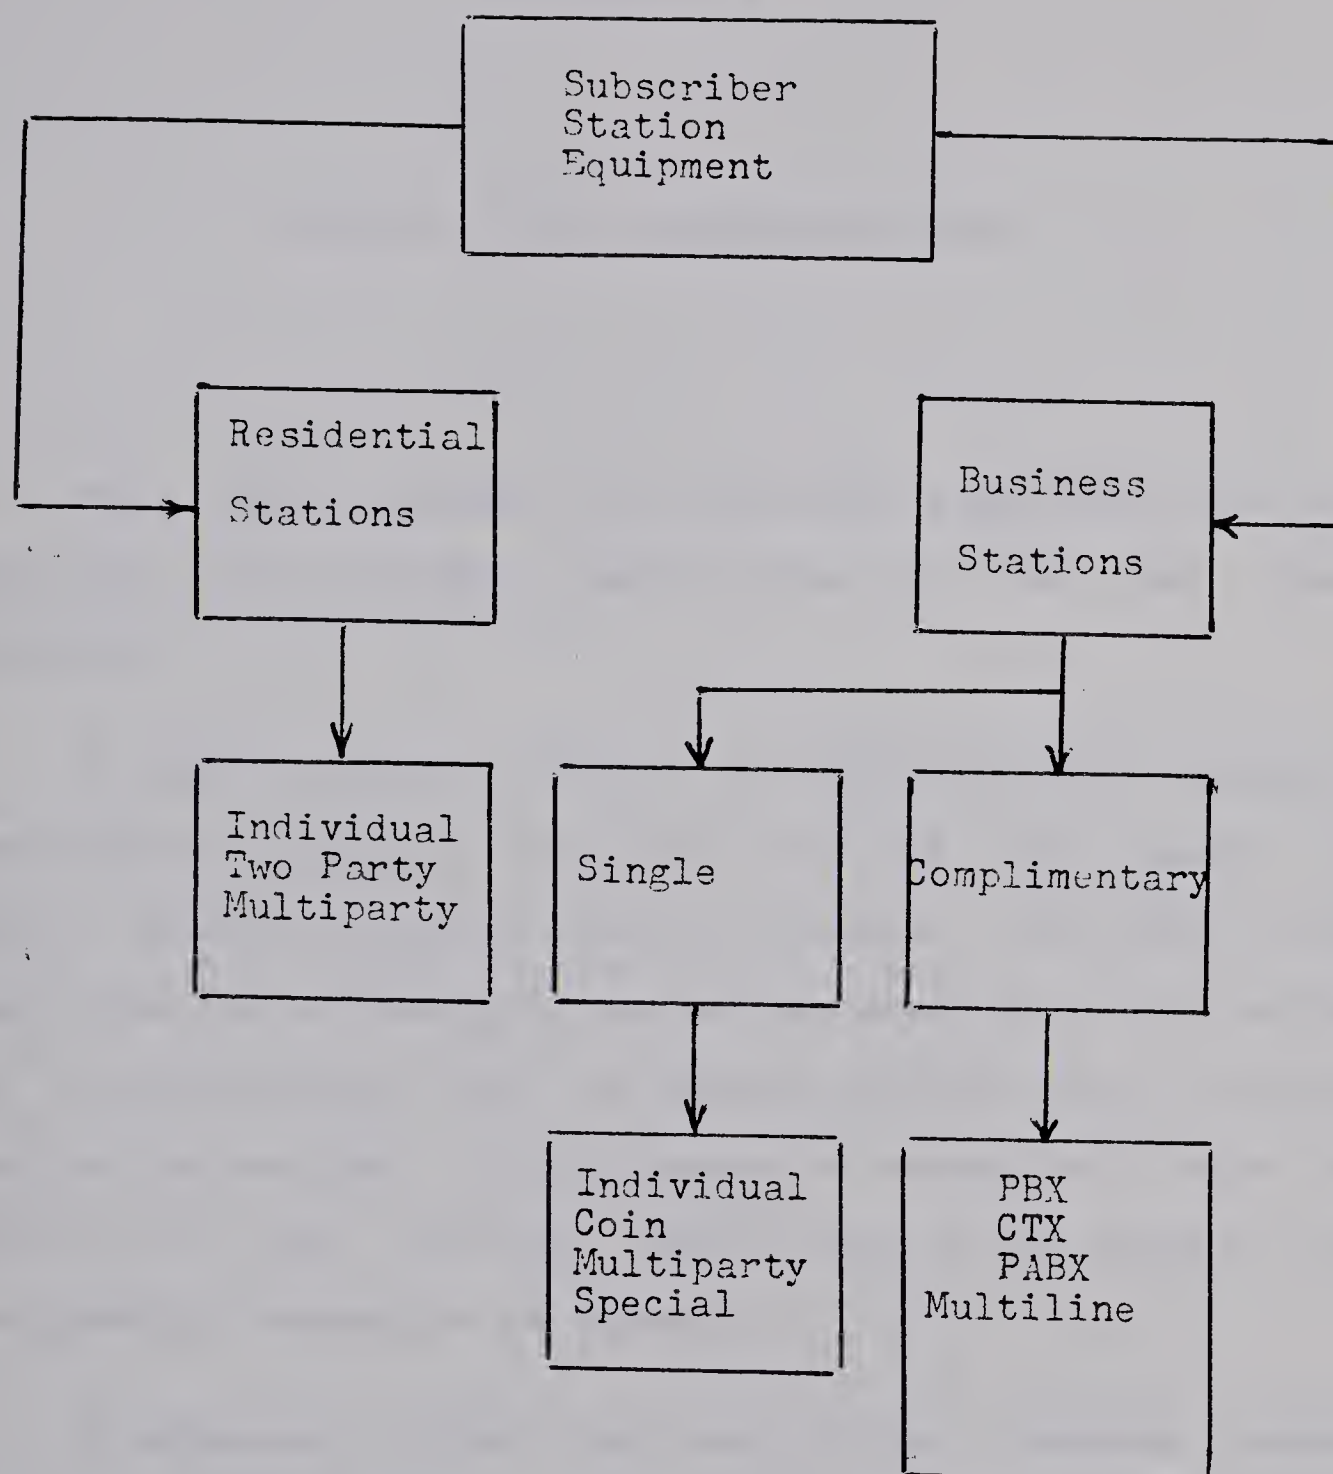 Subscriber
Station
Equipment
Residential
Stations
Business
Stations
Individual
Two Party
Multiparty
Single
Complimentary
Individual
Coin
Multiparty
Special
PBX
CTX
PABX
Multiline